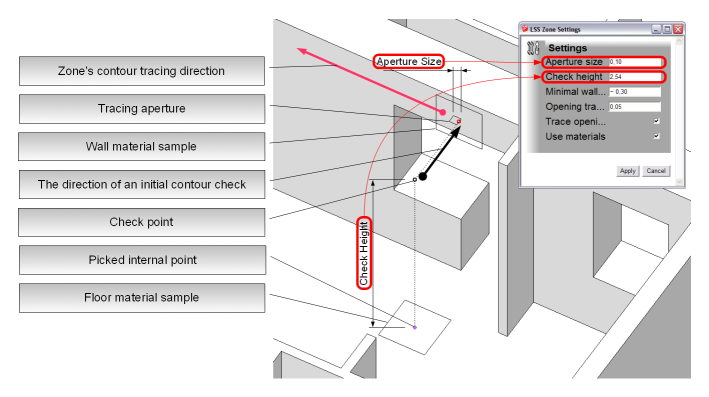 Zone's contour tracing direction
Tracing aperture
Wall material sample
The direction of an initial contour check
Check point
Picked internal point
Floor material sample
Aperture Size
Check Height
LSS Zone Settings
Settings
Aperture size 0,10
Check height 2,54
Minimal wall... ~ 0,30
Opening tra... 0.05
Trace openi...
Use materials
Apply Cancel